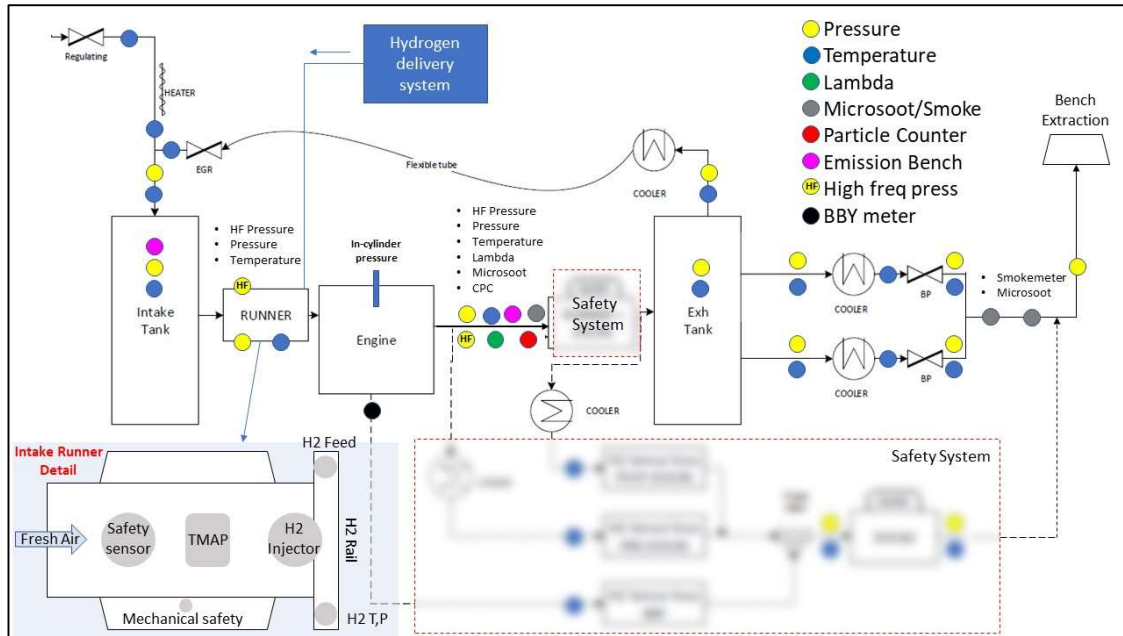 Regulating
HEATER
EGR
Hydrogen
delivery
system
Flexible tube
COOLER
Pressure
Temperature
Lambda
Microsoot/Smoke
Particle Counter
Emission Bench
HF High freq press
BBY meter
Bench
Extraction
Intake
Tank
• HF Pressure
• Pressure
• Temperature
HF
RUNNER
In-cylinder
pressure
Engine
• HF Pressure
• Pressure
• Temperature
• Lambda
• Microsoot
• CPC
HF
Safety
System
COOLER
Exh
Tank
COOLER
BP
COOLER
BP
• Smokemeter
• Microsoot
Intake Runner
Detail
Fresh Air
Safety
sensor
TMAP
H2
Injector
H2 Feed
H2 Rail
H2 T,P
Mechanical safety
Safety System